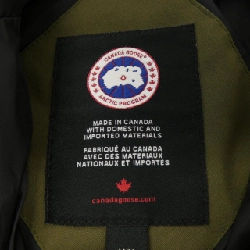 CANADA GOOSE
ARCTIC PROGRAM
MADE IN CANADA
WITH DOMESTIC AND
IMPORTED MATERIALS
FABRIQUÉ AU CANADA
AVEC DES MATERIAUX
NATIONAUX ET IMPORTÉS
canadagoose.com